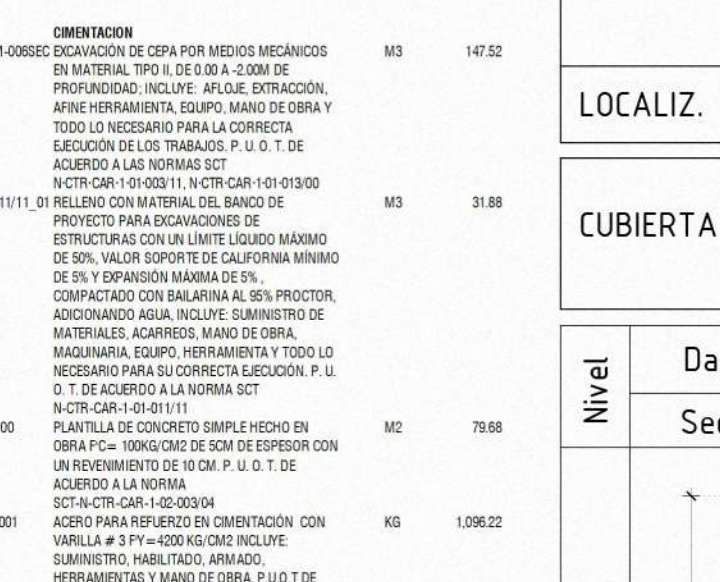 CIMENTACION
1-006SEC EXCAVACIÓN DE CEPA POR MEDIOS MECÁNICOS M3 147.52
EN MATERIAL TIPO II, DE 0.00 A -2.00M DE
PROFUNDIDAD; INCLUYE: AFLOJE, EXTRACCIÓN,
AFINE HERRAMIENTA, EQUIPO, MANO DE OBRA Y
TODO LO NECESARIO PARA LA CORRECTA
EJECUCIÓN DE LOS TRABAJOS. P. U. O. T. DE
ACUERDO A LAS NORMAS SCT
N-CTR-CAR-1-01-003/11, N-CTR-CAR-1-01-013/00
11/11_01 RELLENO CON MATERIAL DEL BANCO DE M3 31.88
PROYECTO PARA EXCAVACIONES DE
ESTRUCTURAS CON UN LÍMITE LÍQUIDO MÁXIMO
DE 50%, VALOR SOPORTE DE CALIFORNIA MÍNIMO
DE 5% Y EXPANSIÓN MÁXIMA DE 5% ,
COMPACTADO CON BAILARINA AL 95% PROCTOR,
ADICIONANDO AGUA, INCLUYE: SUMINISTRO DE
MATERIALES, ACARREOS, MANO DE OBRA,
MAQUINARIA, EQUIPO, HERRAMIENTA Y TODO LO
NECESARIO PARA SU CORRECTA EJECUCIÓN. P. U.
O. T. DE ACUERDO A LA NORMA SCT
N-CTR-CAR-1-01-011/11
00 PLANTILLA DE CONCRETO SIMPLE HECHO EN M2 79.68
OBRA F'C= 100KG/CM2 DE 5CM DE ESPESOR CON
UN REVENIMIENTO DE 10 CM. P. U. O. T. DE
ACUERDO A LA NORMA
SCT-N-CTR-CAR-1-02-003/04
001 ACERO PARA REFUERZO EN CIMENTACIÓN CON KG 1,096.22
VARILLA # 3 F'Y=4200 KG/CM2 INCLUYE:
SUMINISTRO, HABILITADO, ARMADO,
HERRAMIENTAS Y MANO DE OBRA. P.U.O.T DE
LOCALIZ.
CUBIERTA
Nivel
Da
Sec